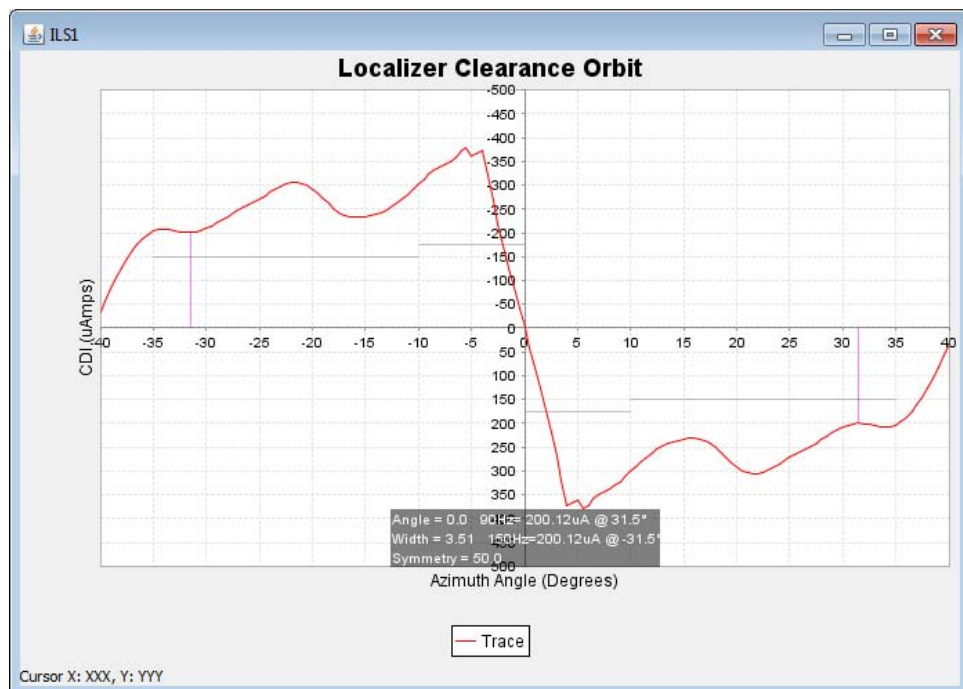 ILS1
Localizer Clearance Orbit
-500
-450
-400
-350
-300
-250
-200
-150
-100
-50
0
50
100
150
200
250
300
350
400
450
500
CDI (uAmps)
-40 -35 -30 -25 -20 -15 -10 -5 0 5 10 15 20 25 30 35 40
Angle = 0.0 90Hz= 200.12uA @ 31.5°
Width = 3.51 150Hz=200.12uA @ -31.5°
Symmetry = 50.0
Azimuth Angle (Degrees)
Trace
Cursor X: XXX, Y: YYY